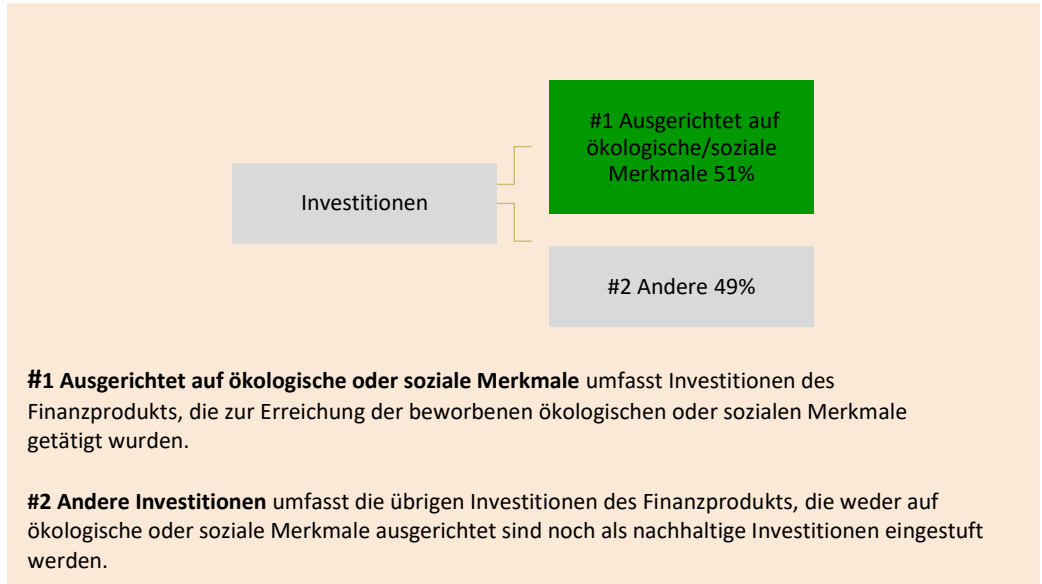 #1 Ausgerichtet auf
ökologische/soziale
Merkmale 51%
Investitionen
#2 Andere 49%
#1 Ausgerichtet auf ökologische oder soziale Merkmale umfasst Investitionen des
Finanzprodukts, die zur Erreichung der beworbenen ökologischen oder sozialen Merkmale
getätigt wurden.
#2 Andere Investitionen umfasst die übrigen Investitionen des Finanzprodukts, die weder auf
ökologische oder soziale Merkmale ausgerichtet sind noch als nachhaltige Investitionen eingestuft
werden.